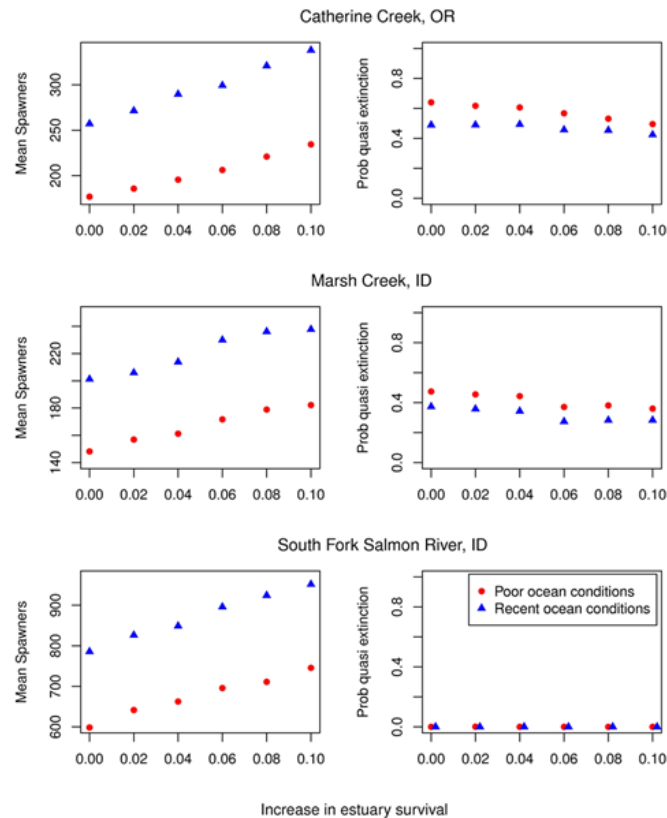 Catherine Creek, OR
Mean Spawners
200 250 300
0.00 0.02 0.04 0.06 0.08 0.10
Prob quasi extinction
0.0 0.4 0.8
0.00 0.02 0.04 0.06 0.08 0.10
Marsh Creek, ID
Mean Spawners
140 180 220
0.00 0.02 0.04 0.06 0.08 0.10
Prob quasi extinction
0.0 0.4 0.8
0.00 0.02 0.04 0.06 0.08 0.10
South Fork Salmon River, ID
Mean Spawners
600 700 800 900
0.00 0.02 0.04 0.06 0.08 0.10
Prob quasi extinction
0.0 0.4 0.8
Poor ocean conditions
Recent ocean conditions
0.00 0.02 0.04 0.06 0.08 0.10
Increase in estuary survival